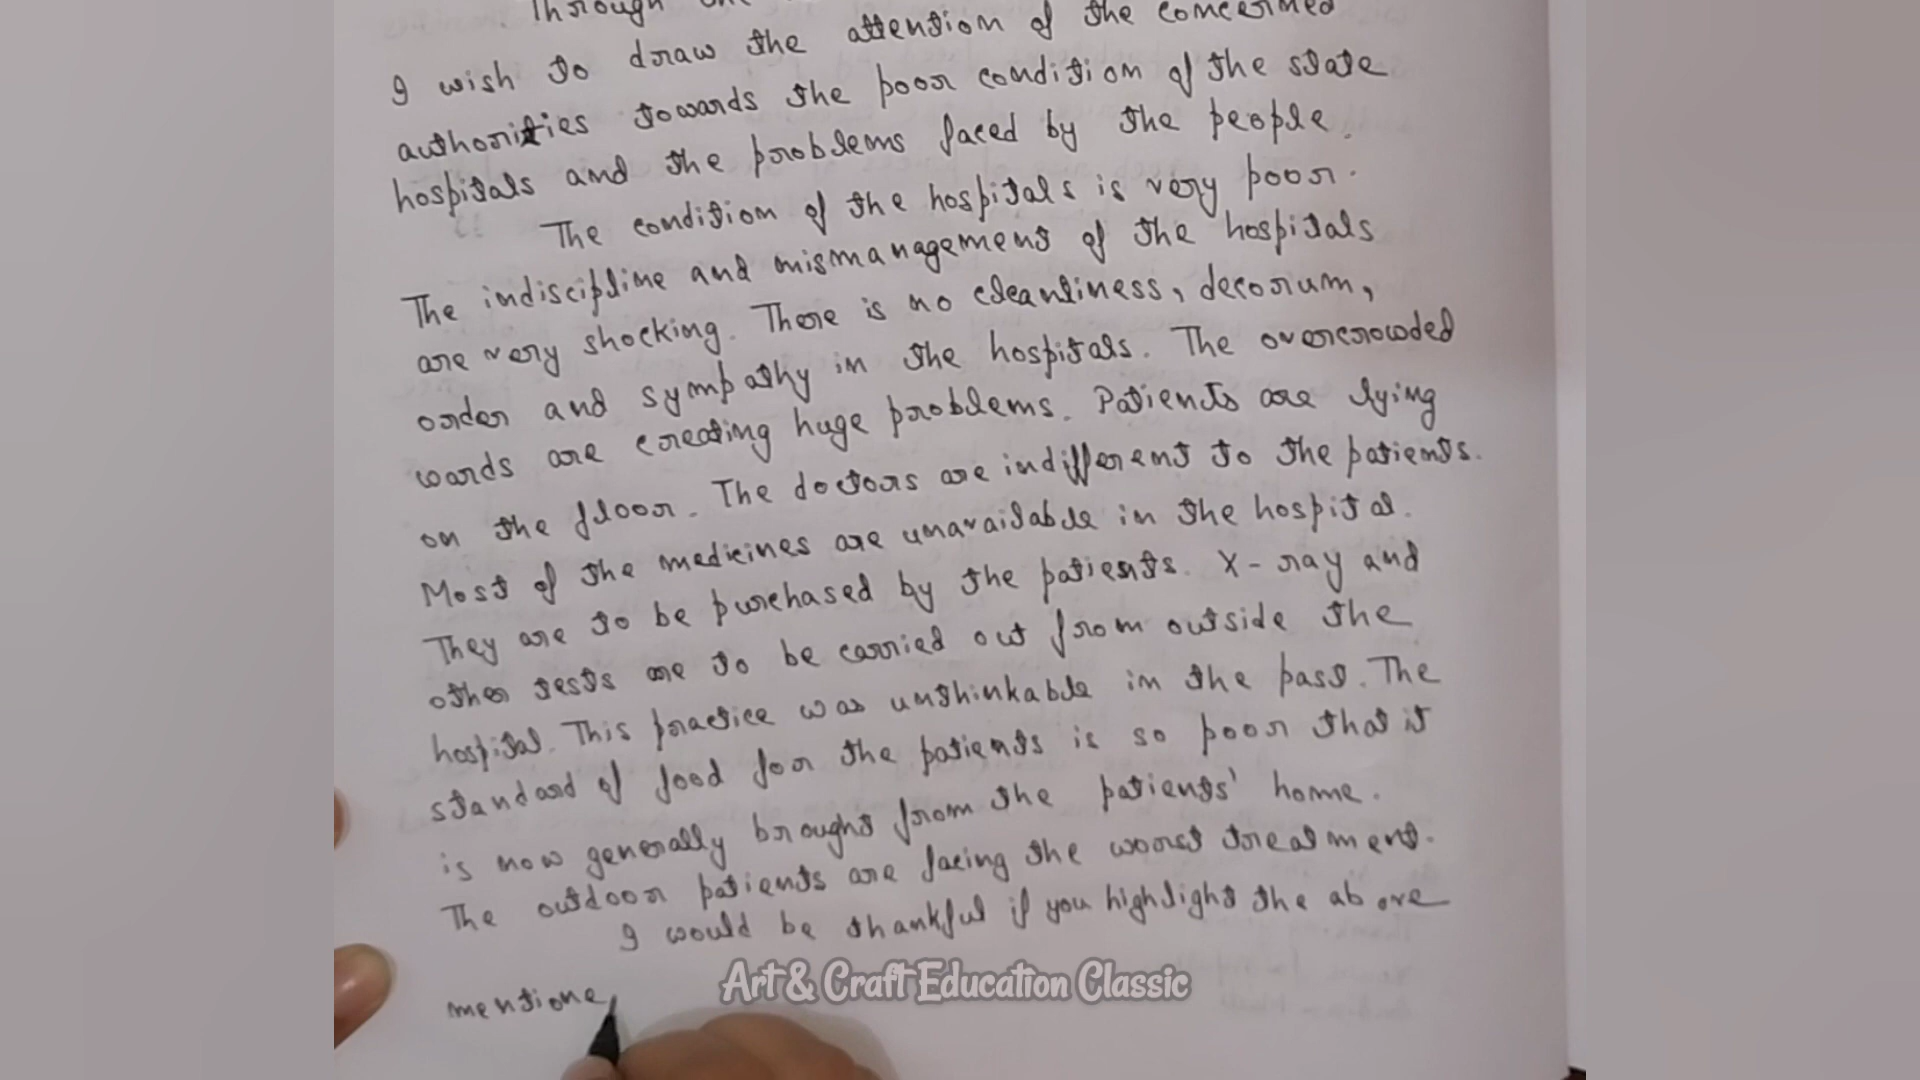 Through
I wish to draw the attention of the concerned
authorities towards the poor condition of the state
hospitals and the problems faced by the people.
The condition of the hospitals is very poor.
The indiscipline and mismanagement of the hospitals
are very shocking. There is no cleanliness, decorum,
order and sympathy in the hospitals. The overcrowded
wards are creating huge problems. Patients are lying
on the floor. The doctors are indifferent to the patients.
Most of the medicines are unavailable in the hospital.
They are to be purchased by the patients. X-ray and
other tests are to be carried out from outside the
hospital. This practice was unthinkable in the past. The
standard of food for the patients is so poor that it
is now generally brought from the patients' home.
The outdoor patients are facing the worst treatment.
I would be thankful if you highlight the above
mentione
Art & Craft Education Classic